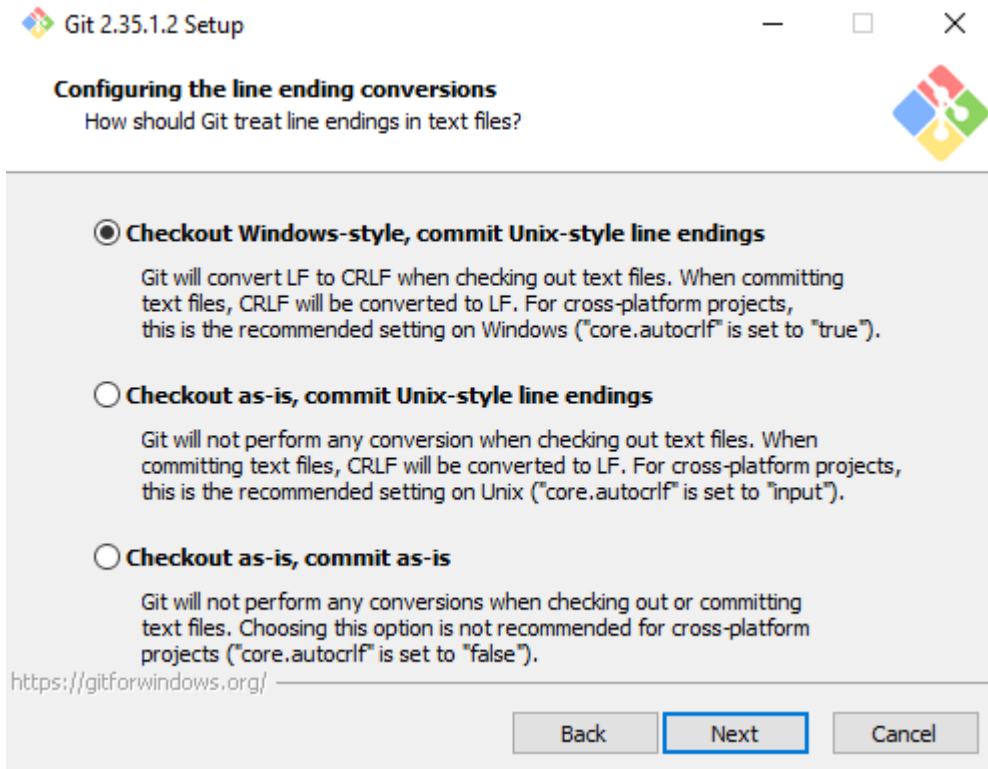 Git 2.35.1.2 Setup
Configuring the line ending conversions
How should Git treat line endings in text files?
Checkout Windows-style, commit Unix-style line endings
Git will convert LF to CRLF when checking out text files. When committing
text files, CRLF will be converted to LF. For cross-platform projects,
this is the recommended setting on Windows ("core.autocrlf" is set to "true").
Checkout as-is, commit Unix-style line endings
Git will not perform any conversion when checking out text files. When
committing text files, CRLF will be converted to LF. For cross-platform projects,
this is the recommended setting on Unix ("core.autocrlf" is set to "input").
Checkout as-is, commit as-is
Git will not perform any conversions when checking out or committing
text files. Choosing this option is not recommended for cross-platform
projects ("core.autocrlf" is set to "false").
https://gitforwindows.org/
Back
Next
Cancel